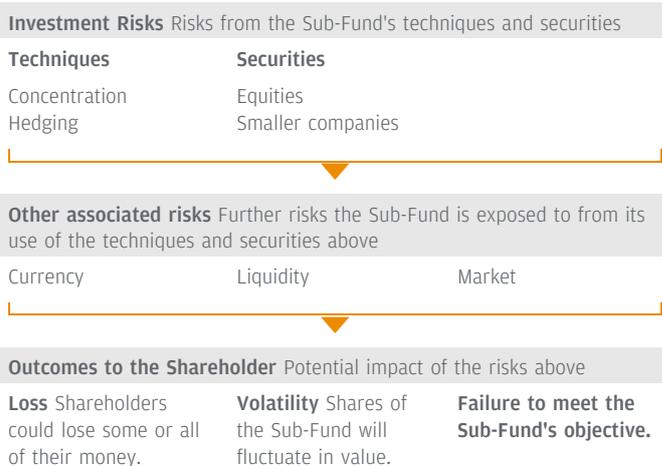 Investment Risks Risks from the Sub-Fund's techniques and securities
Techniques Securities
Concentration Equities
Hedging Smaller companies
Other associated risks Further risks the Sub-Fund is exposed to from its
use of the techniques and securities above
Currency Liquidity Market
Outcomes to the Shareholder Potential impact of the risks above
Loss Shareholders
could lose some or all
of their money.
Volatility Shares of
the Sub-Fund will
fluctuate in value.
Failure to meet the
Sub-Fund's objective.